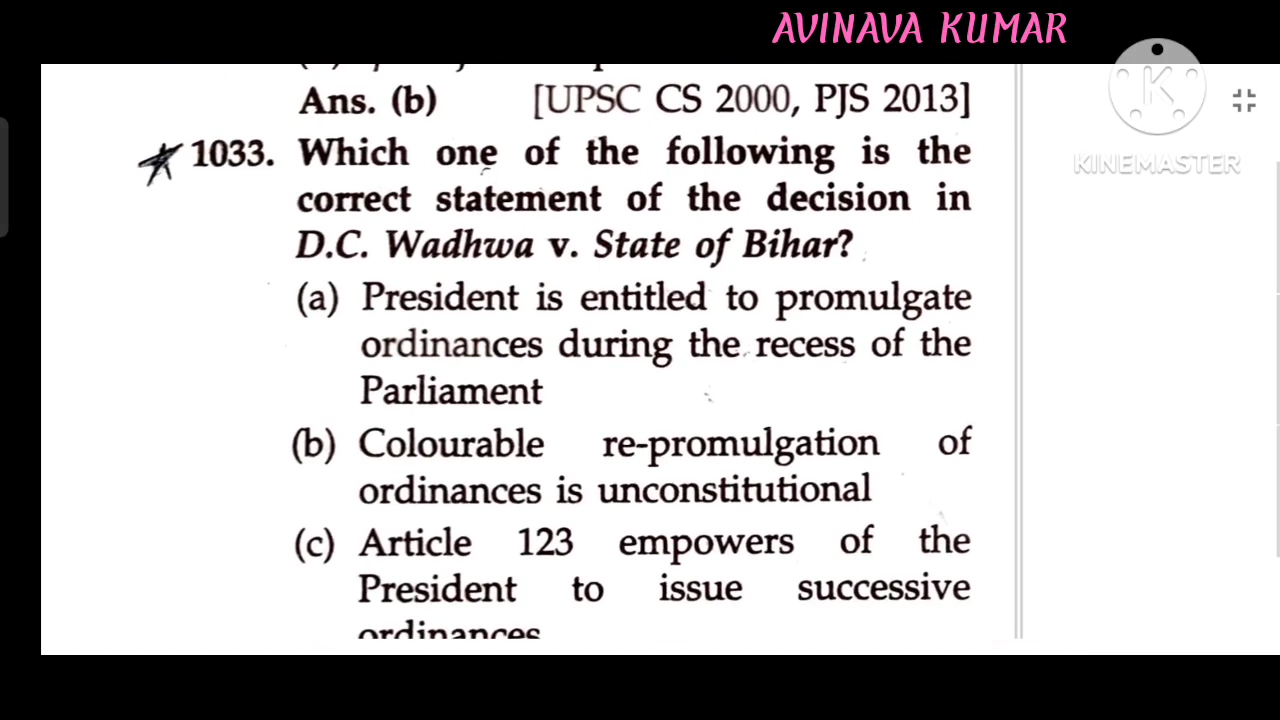 AVINAVA KUMAR
Ans. (b) [UPSC CS 2000, PJS 2013]
KINEMASTER
1033. Which one of the following is the
correct statement of the decision in
D.C. Wadhwa v. State of Bihar?
(a) President is entitled to promulgate
ordinances during the recess of the
Parliament
(b) Colourable re-promulgation of
ordinances is unconstitutional
(c) Article 123 empowers of the
President to issue successive
ordinances